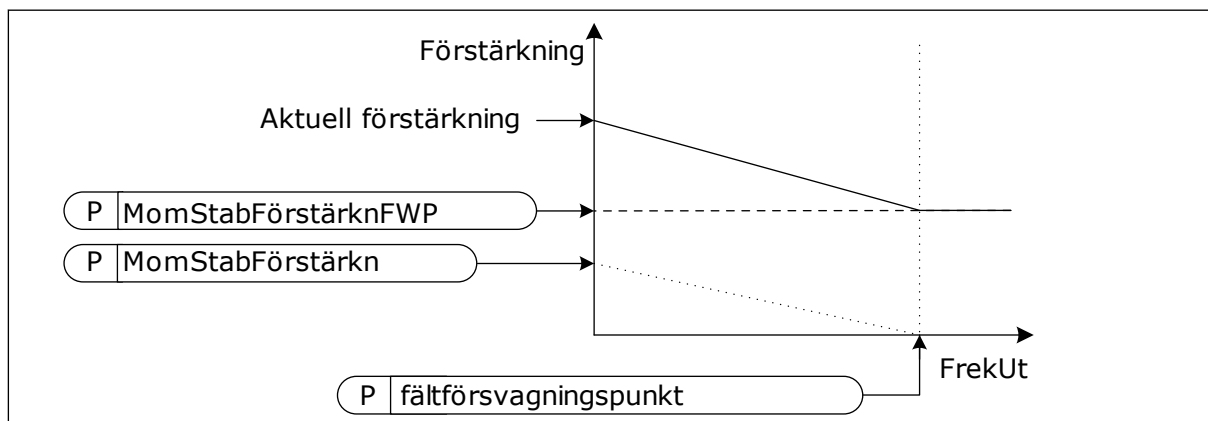 Förstärkning
Aktuell förstärkning
P MomStabFörstärknFWP
P MomStabFörstärkn
FrekUt
P fältförsvagningspunkt